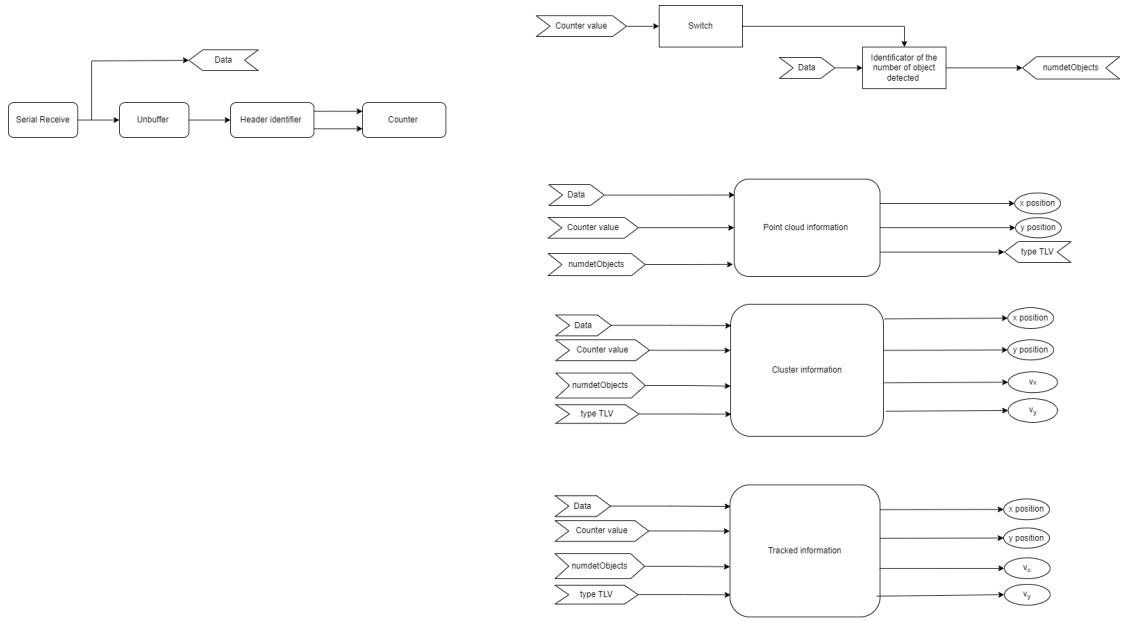 Data
Serial Receive
Unbuffer
Header identifier
Counter
Counter value
Switch
Data
Identificator of the
number of object
detected
numdetObjects
Data
Counter value
numdetObjects
Point cloud information
x position
y position
type TLV
Data
Counter value
numdetObjects
type TLV
Cluster information
x position
y position
vx
vy
Data
Counter value
numdetObjects
type TLV
Tracked information
x position
y position
vx
vy